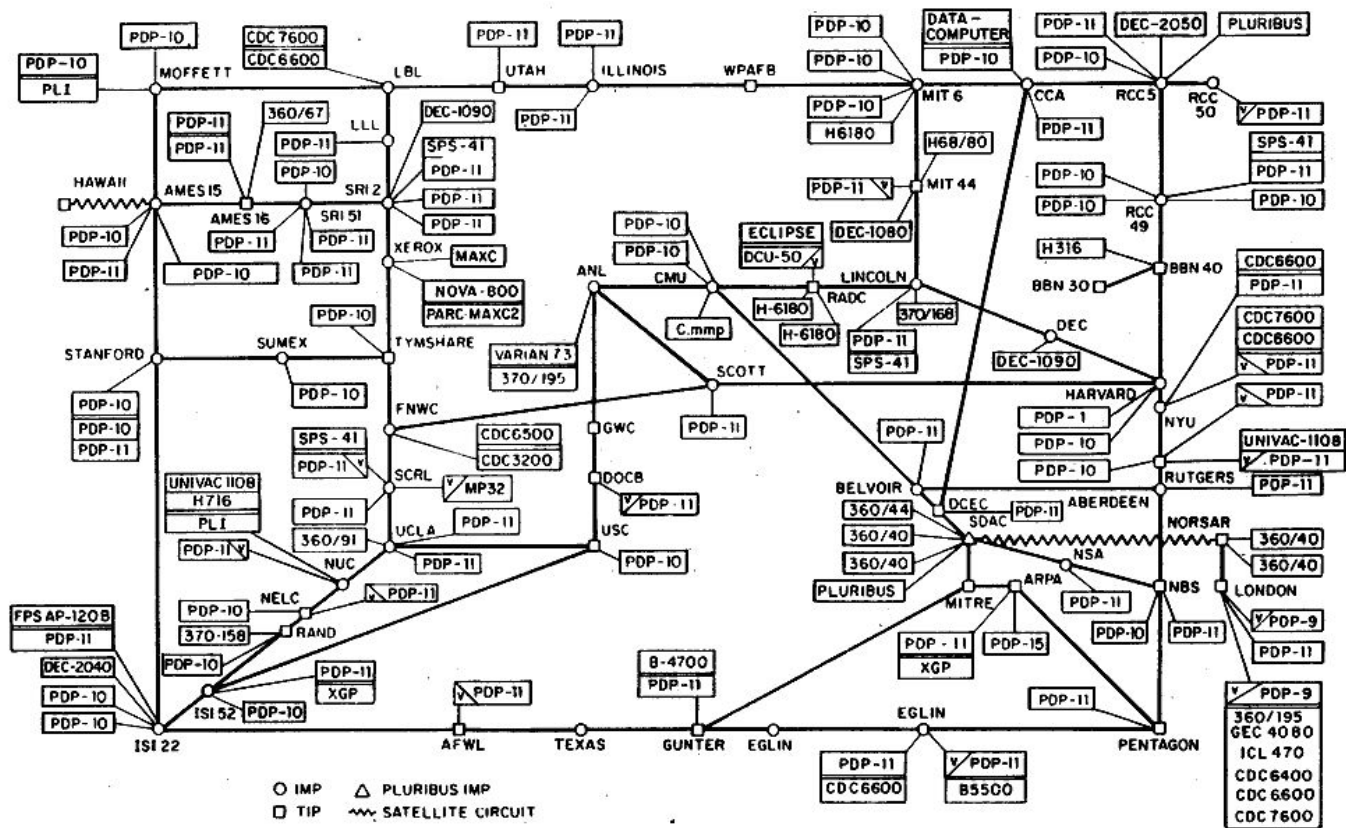 PDP-10
CDC7600
CDC6600
PDP-11
PDP-11
PDP-10
DATA-
COMPUTER
PDP-10
PDP-11
DEC-2050
PLURIBUS
PDP-10
PLI
MOFFETT
LBL
UTAH
ILLINOIS
WPAFB
PDP-10
PDP-10
MIT 6
CCA
PDP-10
RCC 5
RCC
50
PDP-11
H6180
PDP-11
V PDP-11
LLL
DEC-1090
PDP-11
PDP-11
360/67
PDP-11
SPS-41
PDP-11
H68/80
SPS-41
PDP-11
HAWAII
AMES 15
AMES 16
PDP-10
SRI 51
SRI 2
PDP-11
PDP-11
PDP-11 V
MIT 44
PDP-10
PDP-10
RCC
49
PDP-10
PDP-10
PDP-11
PDP-10
PDP-11
PDP-11
PDP-11
XEROX
MAXC
PDP-10
PDP-10
CMU
ECLIPSE
DCU-50 V
DEC-1080
H316
BBN 40
BBN 30
CDC6600
PDP-11
NOVA-800
PARC-MAXC2
ANL
C.mmp
H-6180
RADC
H-6180
LINCOLN
370/168
DEC
CDC7600
CDC6600
V PDP-11
PDP-10
STANFORD
SUMEX
TYMSHARE
VARIAN 73
370/195
PDP-11
SPS-41
DEC-1090
PDP-10
PDP-10
PDP-10
PDP-11
SCOTT
HARVARD
V PDP-11
FNWC
CDC6500
CDC3200
PDP-11
GWC
PDP-1
PDP-10
PDP-10
NYU
SPS-41
PDP-11 V
SCRL
V MP32
DOCB
V PDP-11
PDP-11
UNIVAC-1108
V PDP-11
RUTGERS
PDP-11
UNIVAC 1108
H716
PLI
PDP-11
BELVOIR
DCEC
PDP-11
ABERDEEN
360/44
360/40
360/40
PLURIBUS
SDAC
NORSAR
360/40
360/40
PDP-11 V
360/91
UCLA
PDP-11
PDP-11
USC
PDP-10
NUC
NSA
PDP-11
NBS
PDP-10
PDP-11
LONDON
V PDP-9
PDP-11
NELC
V PDP-11
PDP-10
370-158
RAND
MITRE
ARPA
PDP-11
XGP
PDP-15
FPS AP-120B
PDP-11
DEC-2040
PDP-10
PDP-10
PDP-10
PDP-11
XGP
PDP-10
ISI 52
B-4700
PDP-11
V PDP-11
PDP-11
V PDP-9
360/195
GEC 4080
ICL 470
CDC6400
CDC6600
CDC7600
ISI 22
AFWL
TEXAS
GUNTER
EGLIN
EGLIN
PENTAGON
PDP-11
CDC6600
V PDP-11
B5500
IMP
PLURIBUS IMP
TIP
SATELLITE CIRCUIT